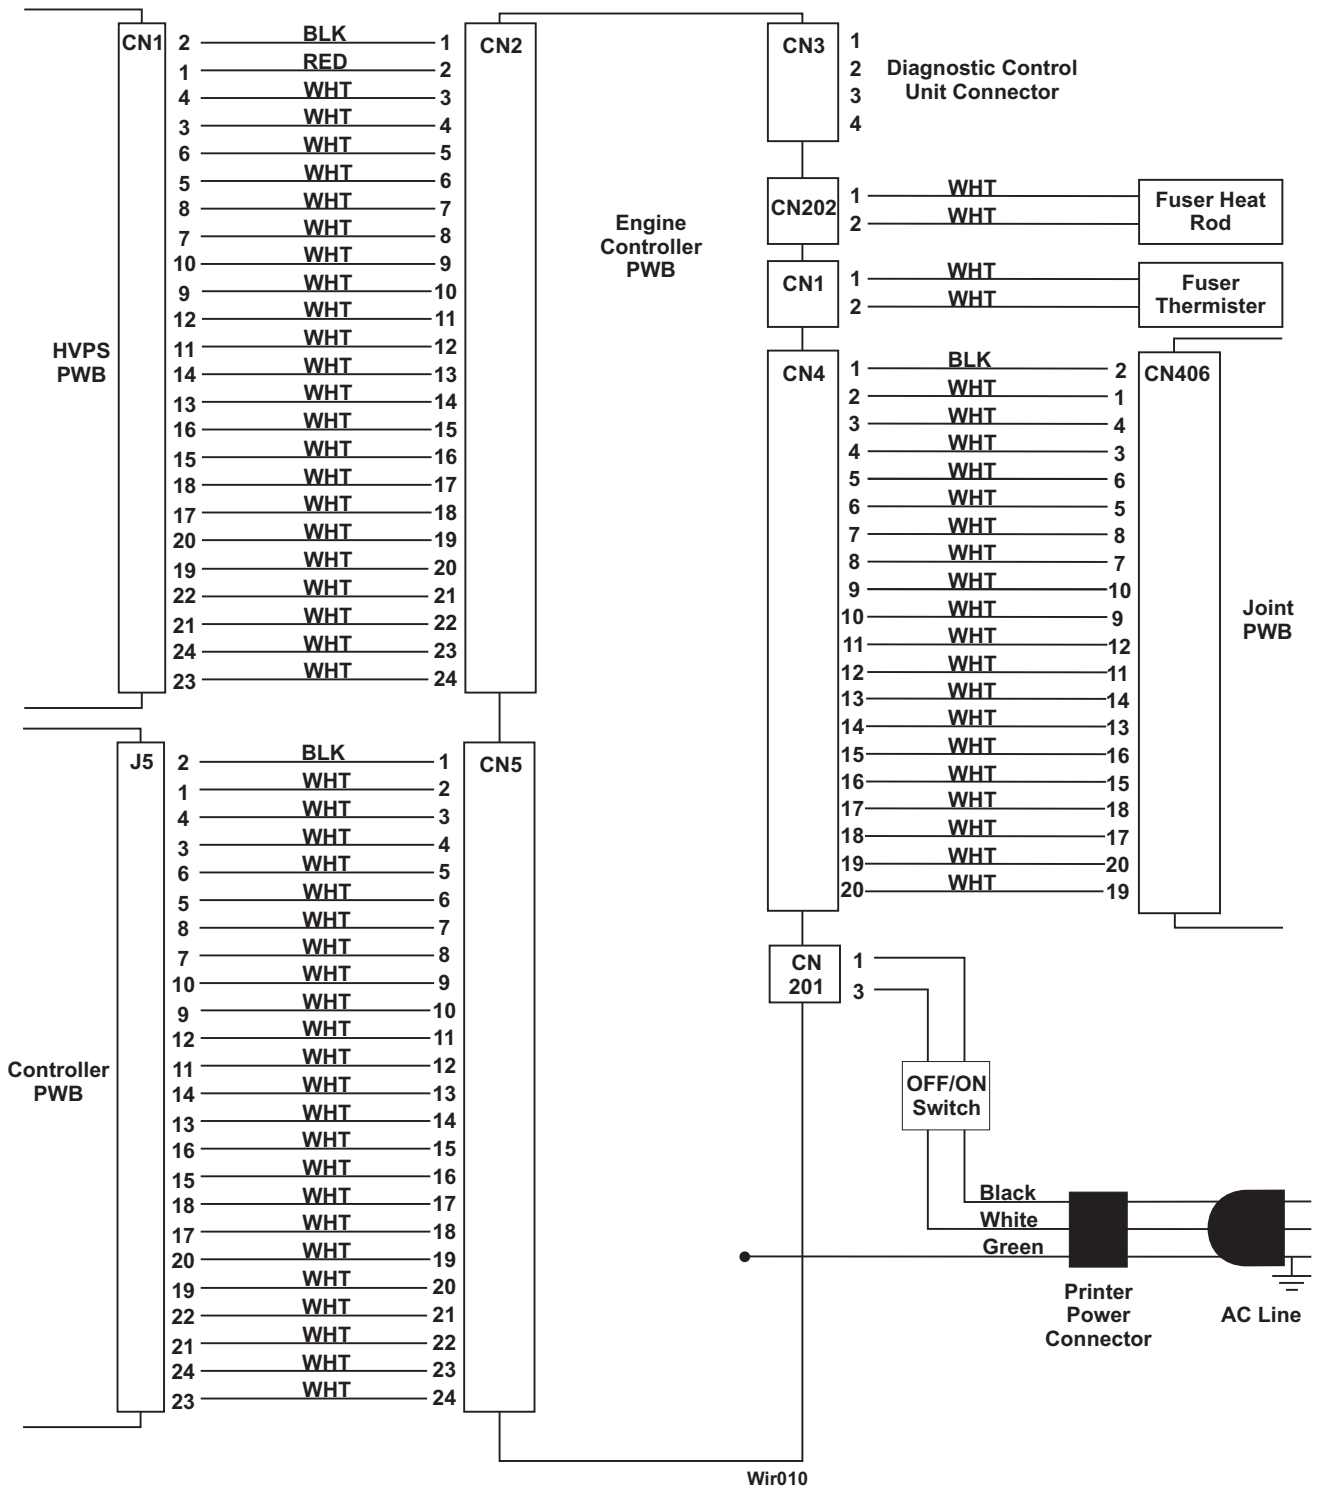 CN1
2 BLK 1
1 RED 2
4 WHT 3
3 WHT 4
6 WHT 5
5 WHT 6
8 WHT 7
7 WHT 8
10 WHT 9
9 WHT 10
12 WHT 11
11 WHT 12
14 WHT 13
13 WHT 14
16 WHT 15
15 WHT 16
18 WHT 17
17 WHT 18
20 WHT 19
19 WHT 20
22 WHT 21
21 WHT 22
24 WHT 23
23 WHT 24
CN2
HVPS
PWB
J5
2 BLK 1
1 WHT 2
4 WHT 3
3 WHT 4
6 WHT 5
5 WHT 6
8 WHT 7
7 WHT 8
10 WHT 9
9 WHT 10
12 WHT 11
11 WHT 12
14 WHT 13
13 WHT 14
16 WHT 15
15 WHT 16
18 WHT 17
17 WHT 18
20 WHT 19
19 WHT 20
22 WHT 21
21 WHT 22
24 WHT 23
23 WHT 24
CN5
Controller
PWB
Engine
Controller
PWB
CN3
1
2
3
4
Diagnostic Control
Unit Connector
CN202
1 WHT
2 WHT
Fuser Heat
Rod
CN1
1 WHT
2 WHT
Fuser
Thermister
CN4
1 BLK 2
2 WHT 1
3 WHT 4
4 WHT 3
5 WHT 6
6 WHT 5
7 WHT 8
8 WHT 7
9 WHT 10
10 WHT 9
11 WHT 12
12 WHT 11
13 WHT 14
14 WHT 13
15 WHT 16
16 WHT 15
17 WHT 18
18 WHT 17
19 WHT 20
20 WHT 19
CN406
Joint
PWB
CN
201
1
3
OFF/ON
Switch
Black
White
Green
Printer
Power
Connector
AC Line
Wir010